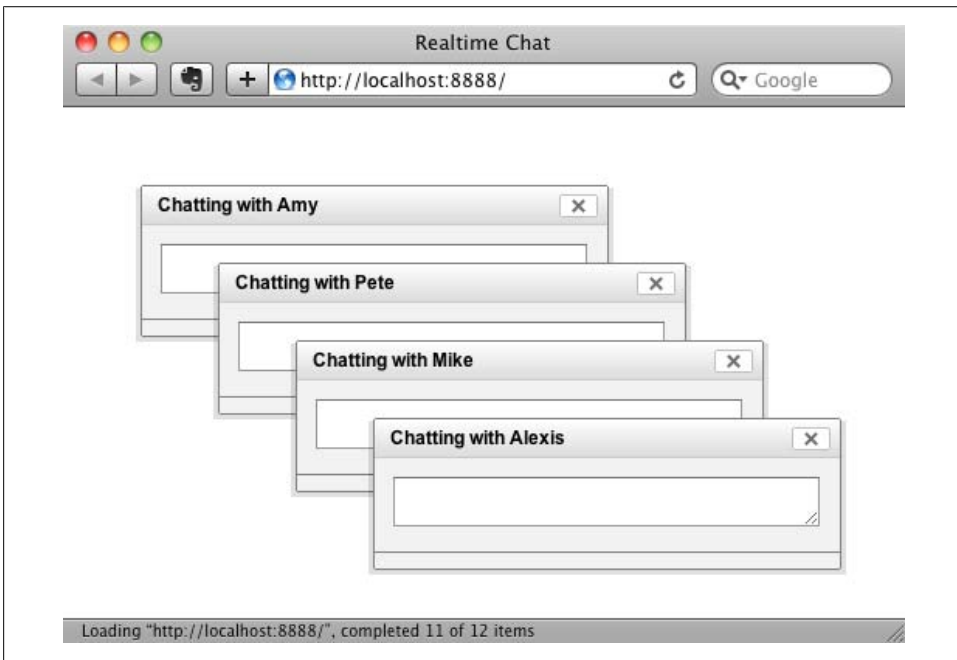 Realtime Chat
http://localhost:8888/
Google
Chatting with Amy
Chatting with Pete
Chatting with Mike
Chatting with Alexis
Loading “http://localhost:8888/”, completed 11 of 12 items